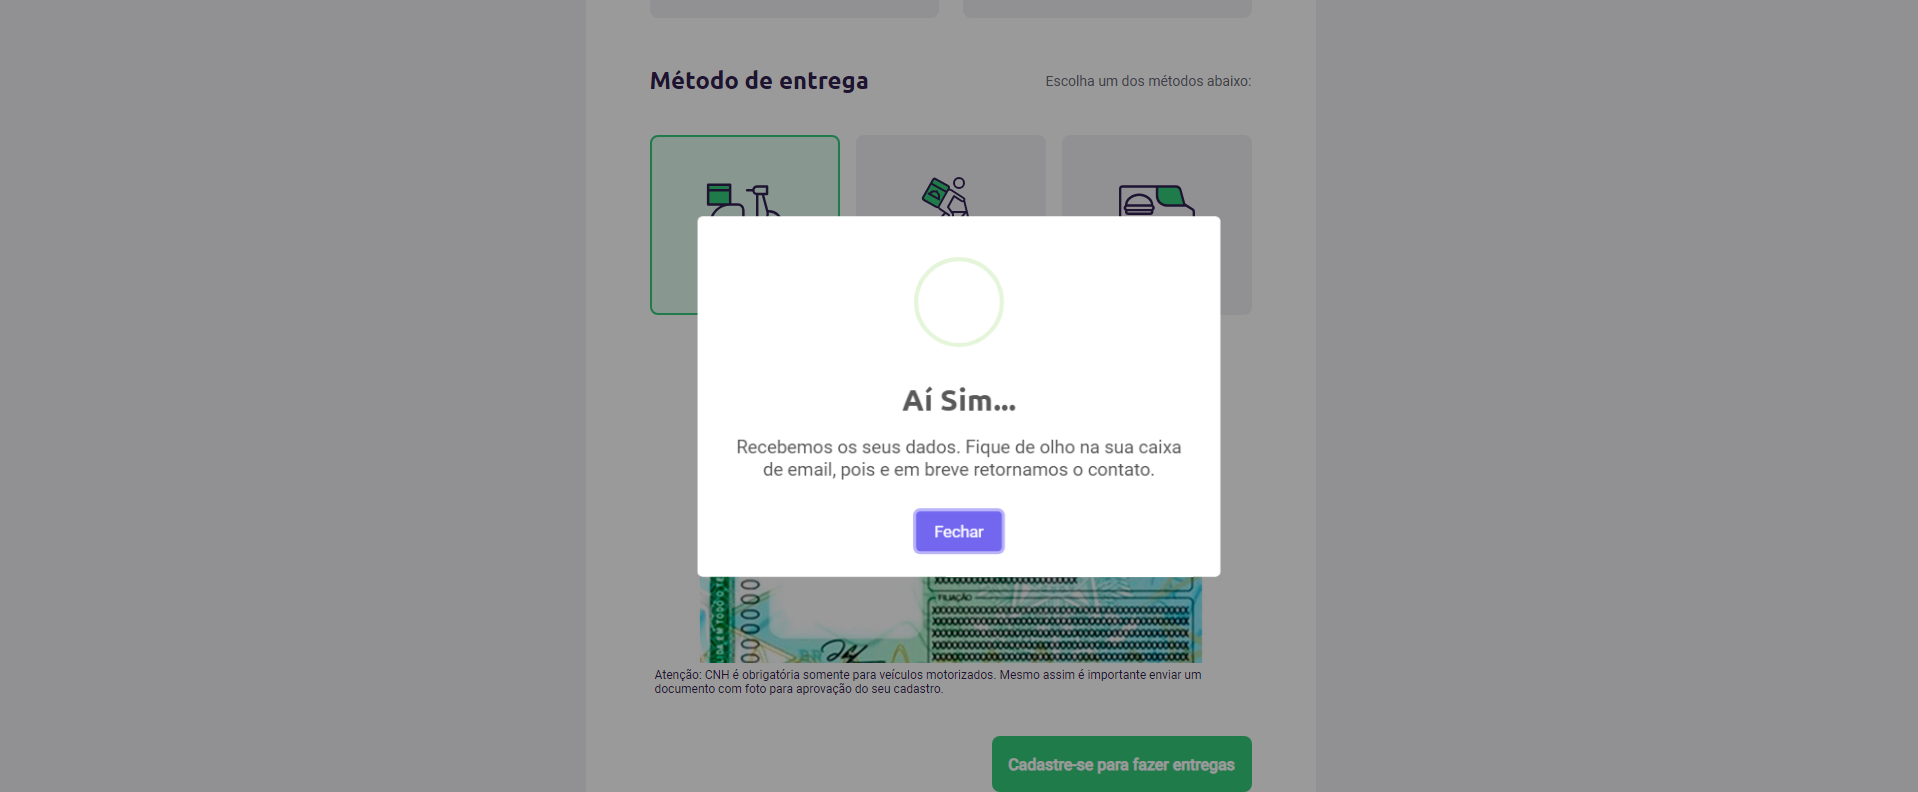 Método de entrega
Escolha um dos métodos abaixo:
Aí Sim...
Recebemos os seus dados. Fique de olho na sua caixa
de email, pois e em breve retornamos o contato.
Fechar
FILIAÇÃO
XXXXXXXXXXXXXXXXXXXXXXXXXXXXXXXXXXX
Atenção: CNH é obrigatória somente para veículos motorizados. Mesmo assim é importante enviar um
documento com foto para aprovação do seu cadastro.
Cadastre-se para fazer entregas